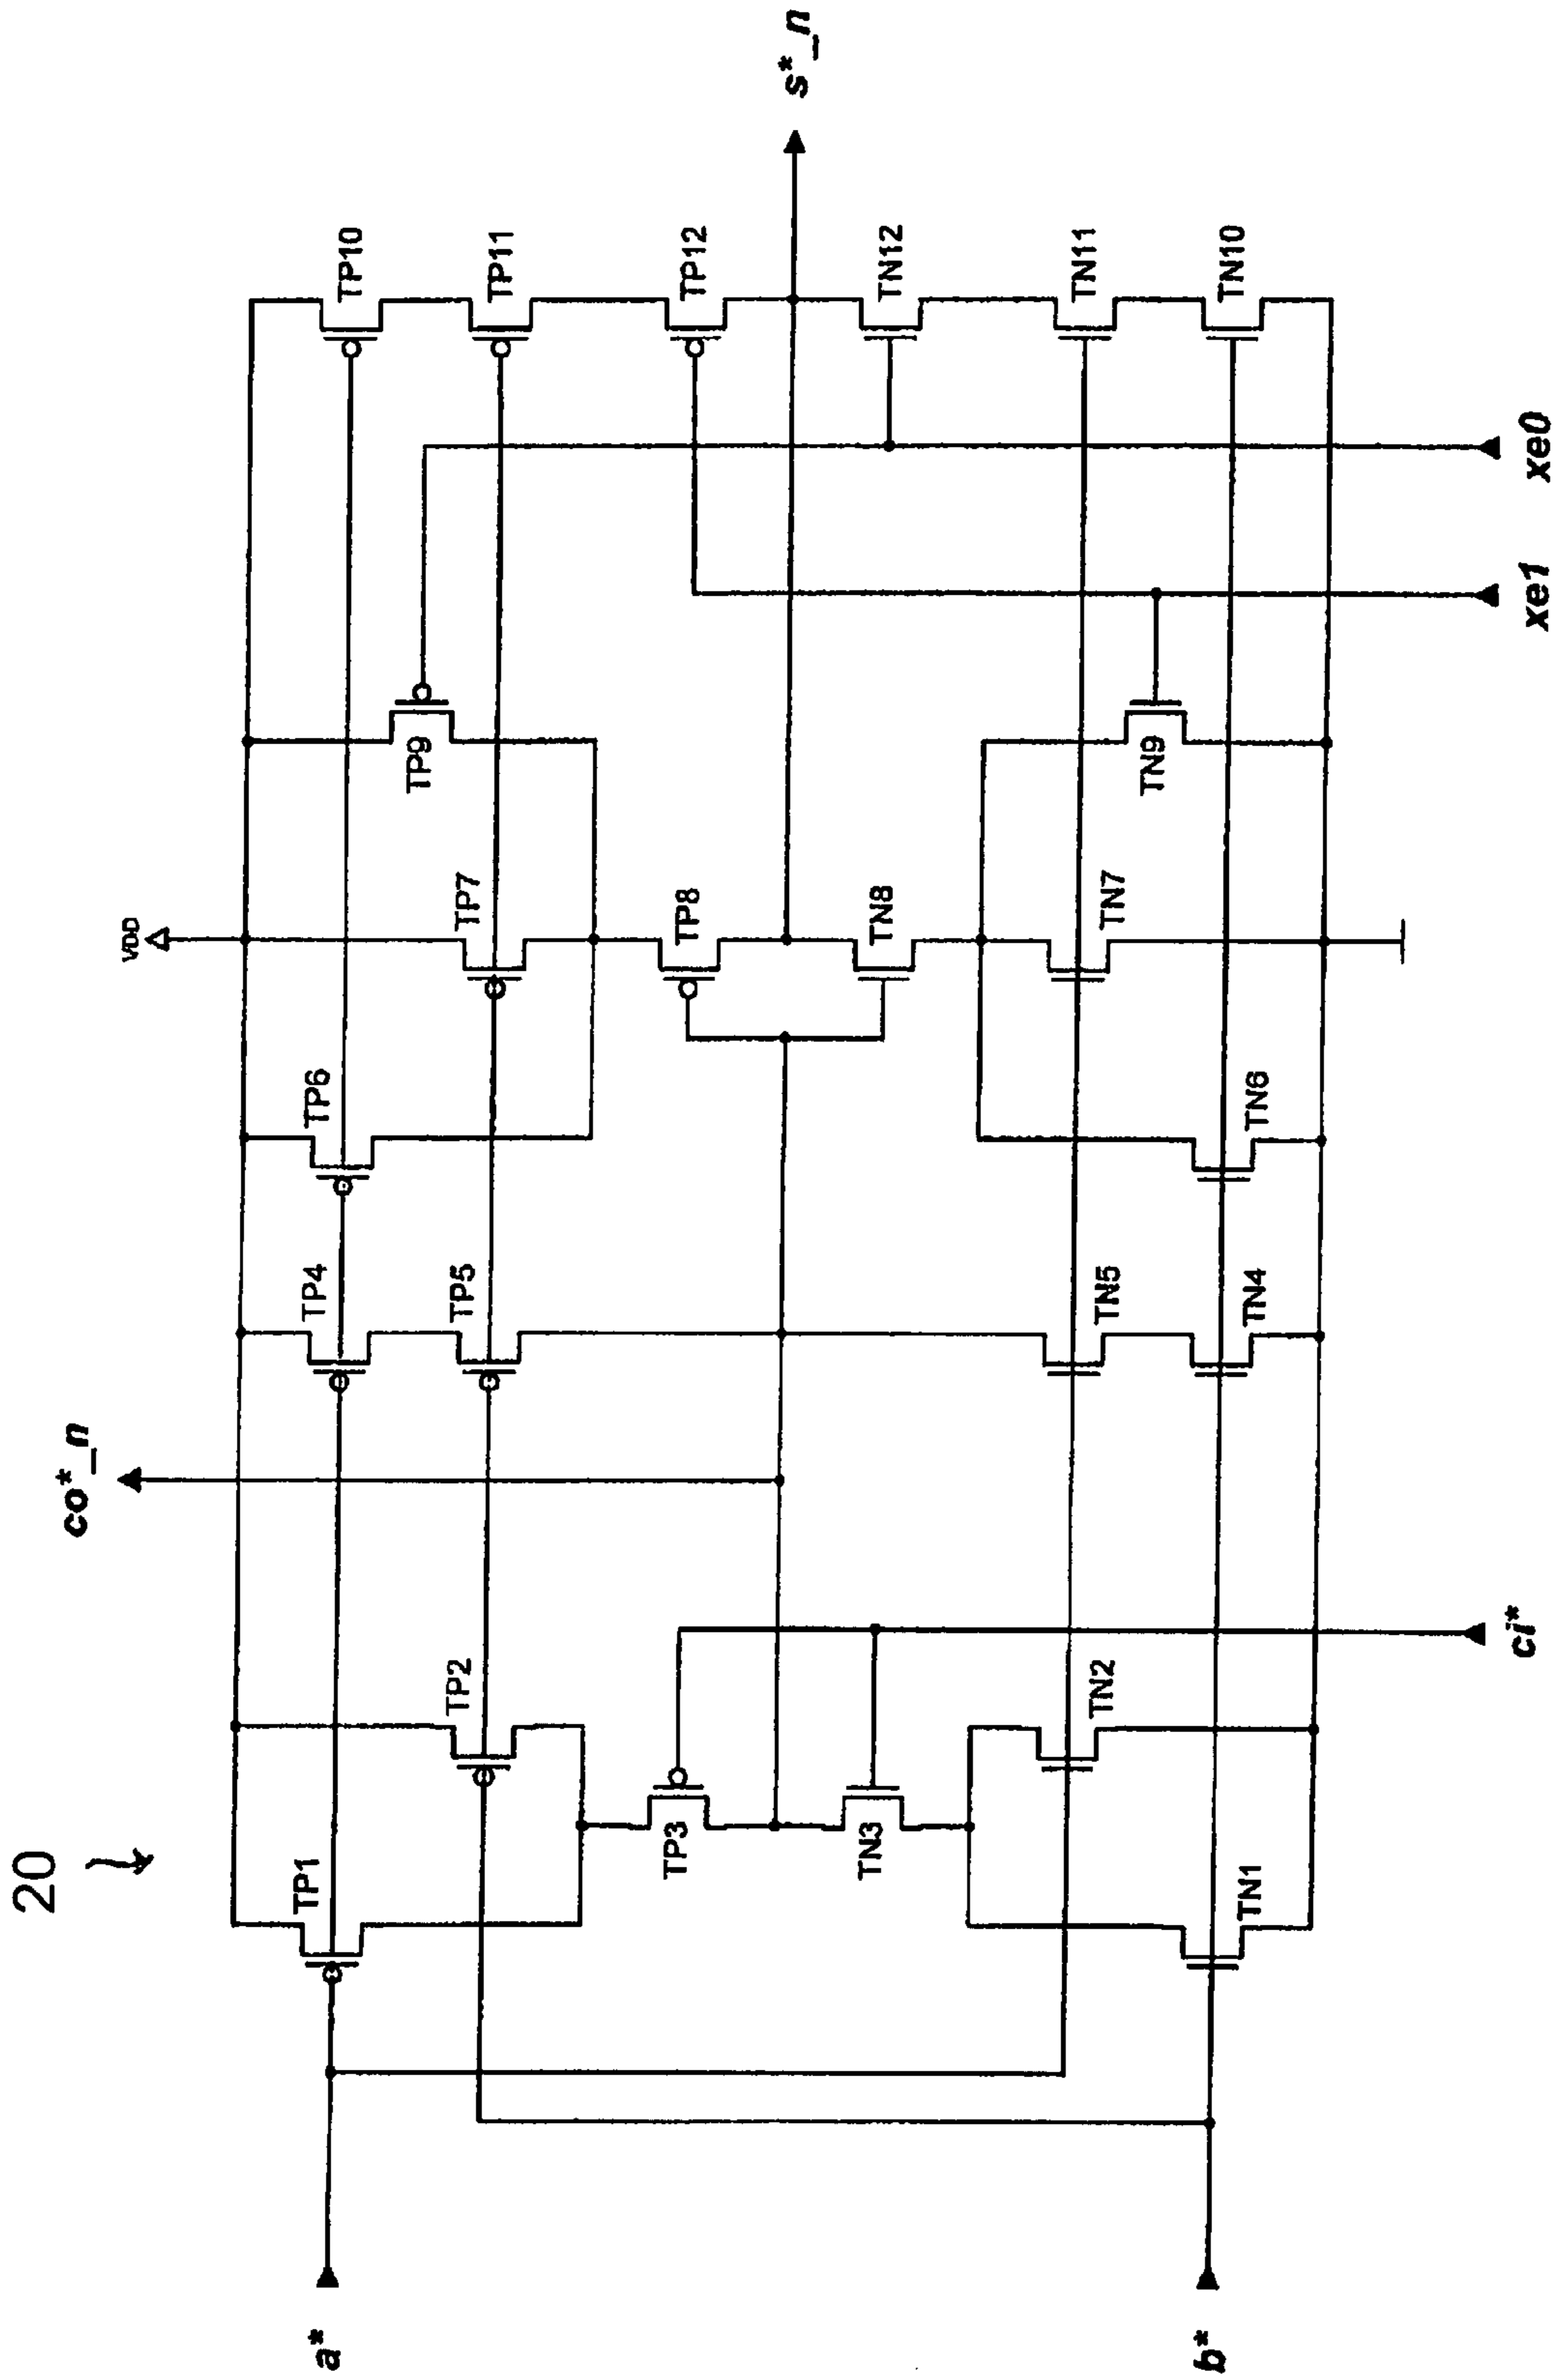 20
co*_n
VDD
TP1
TP2
TP4
TP5
TP6
TP7
TP9
TP10
TP11
TP3
TP8
TP12
s*_n
TN3
TN8
TN12
TN2
TN5
TN7
TN9
TN11
TN1
TN4
TN6
TN10
a*
b*
ci*
xe1
xe0